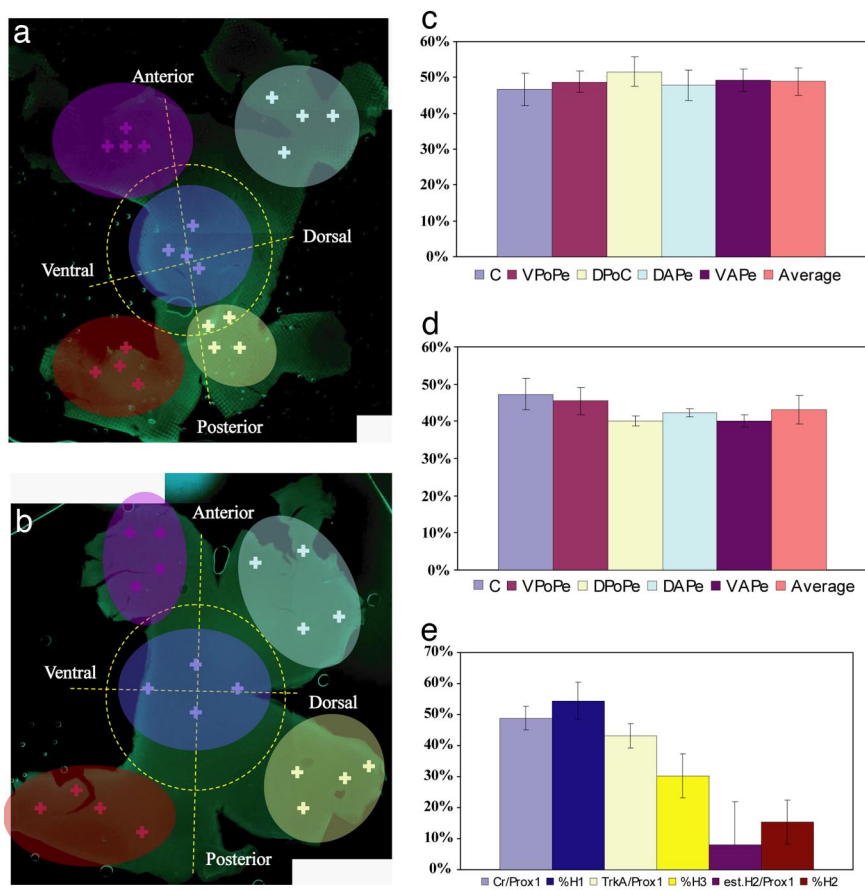 a
Anterior
Dorsal
Ventral
Posterior
b
Anterior
Ventral
Dorsal
Posterior
c
60%
50%
40%
30%
20%
10%
0%
C VPoPe DPoC DAPe VAPe Average
d
60%
50%
40%
30%
20%
10%
0%
C VPoPe DPoPe DAPe VAPe Average
e
70%
60%
50%
40%
30%
20%
10%
0%
Cr/Prox1 %H1 TrkA/Prox1 %H3 est.H2/Prox1 %H2